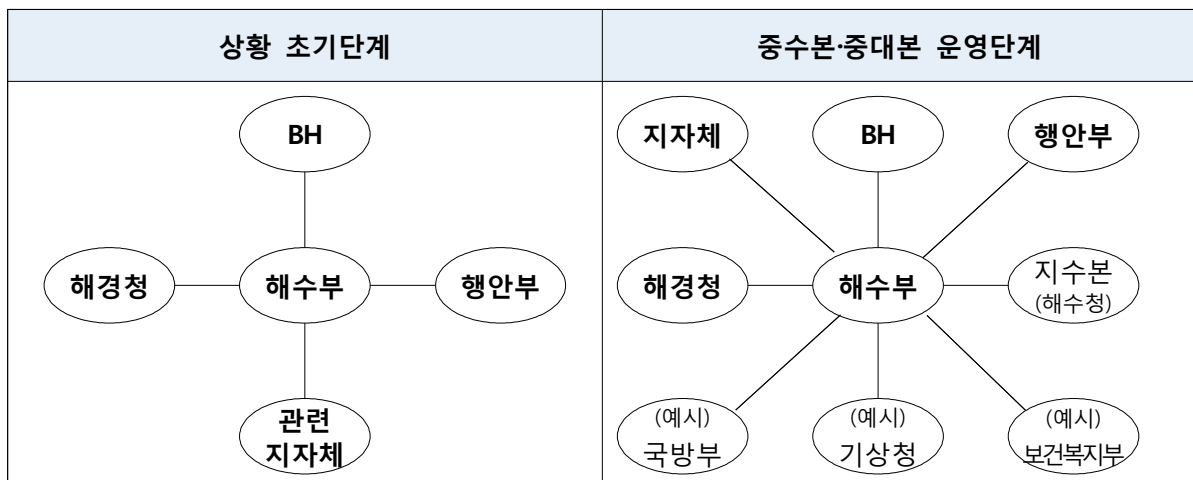 상황 초기단계
중수본·중대본 운영단계
BH
해경청
해수부
행안부
관련
지자체
지자체
BH
행안부
해경청
해수부
지수본
(해수청)
(예시)
국방부
(예시)
기상청
(예시)
보건복지부